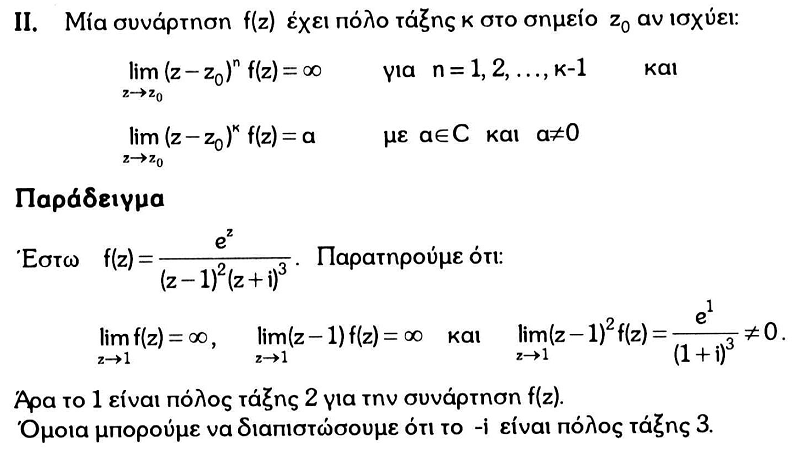 II. Μία συνάρτηση f(z) έχει πόλο τάξης κ στο σημείο z₀ αν ισχύει:
lim (z – z₀)ⁿ f(z) = ∞ για n = 1, 2, ..., κ-1 και
z→z₀
lim (z – z₀)ᵏ f(z) = α με α∈C και α≠0
z→z₀
Παράδειγμα
Έστω f(z) = e^z / (z – 1)²(z + i)³. Παρατηρούμε ότι:
lim f(z) = ∞, lim(z – 1) f(z) = ∞ και lim(z – 1)² f(z) = e¹ / (1 + i)³ ≠ 0.
z→1 z→1 z→1
Άρα το 1 είναι πόλος τάξης 2 για την συνάρτηση f(z).
Όμοια μπορούμε να διαπιστώσουμε ότι το -i είναι πόλος τάξης 3.